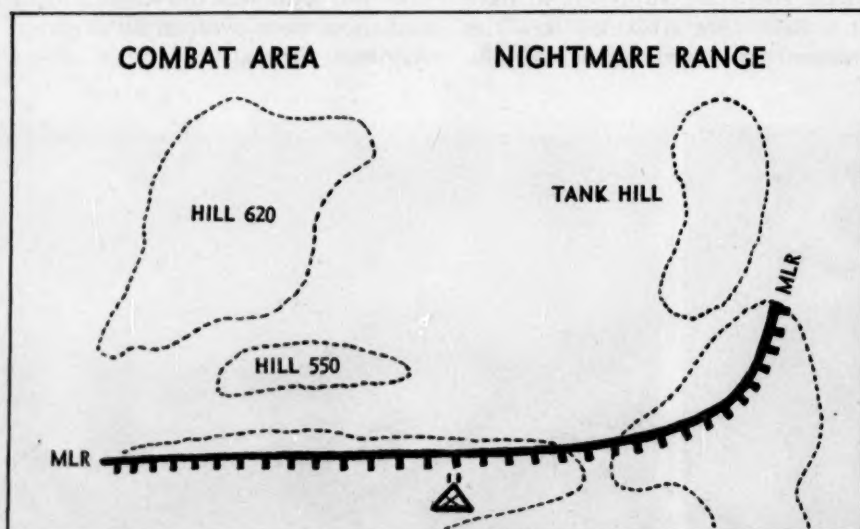 COMBAT AREA
NIGHTMARE RANGE
HILL 620
TANK HILL
MLR
HILL 550
MLR